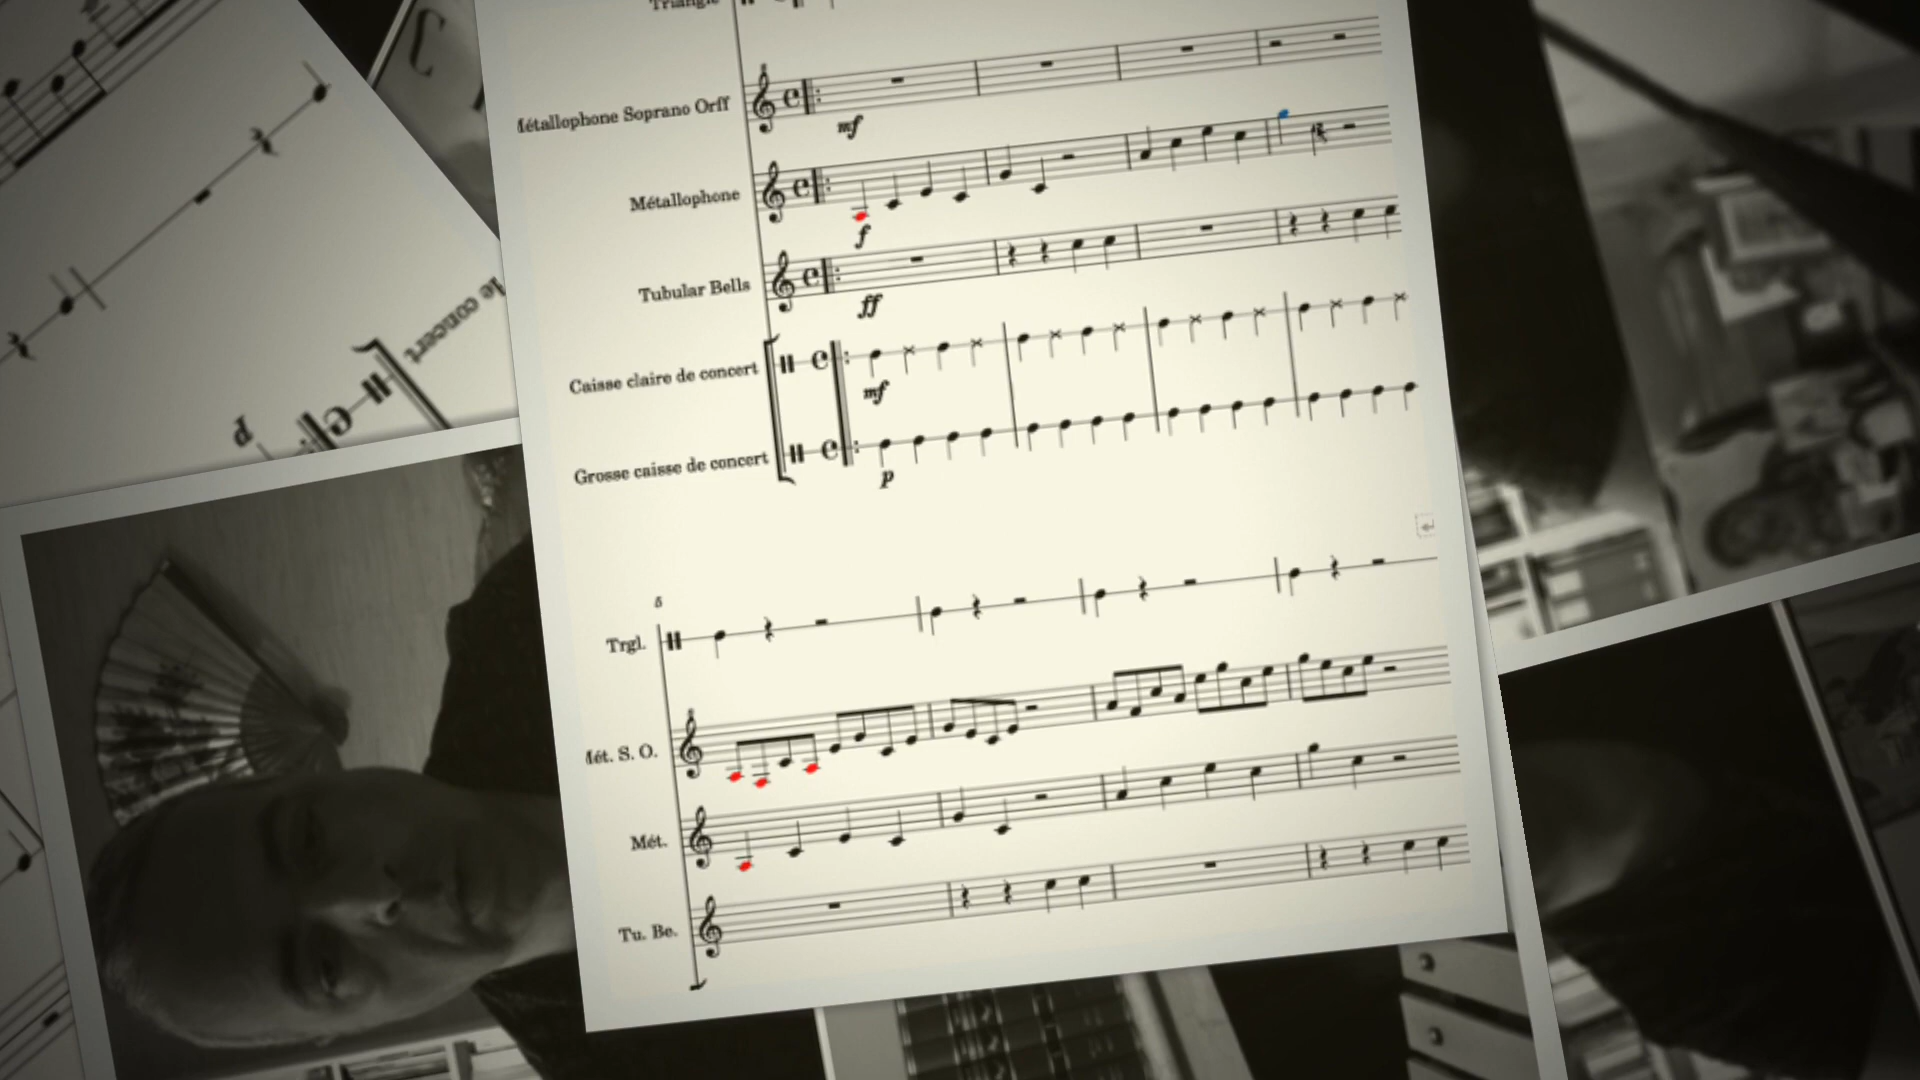 Triangle
Métallophone Soprano Orff
mf
Métallophone
f
Tubular Bells
ff
Caisse claire de concert
mf
Grosse caisse de concert
p
5
Trgl.
Mét. S. O.
Mét.
Tu. Be.
de concert
p